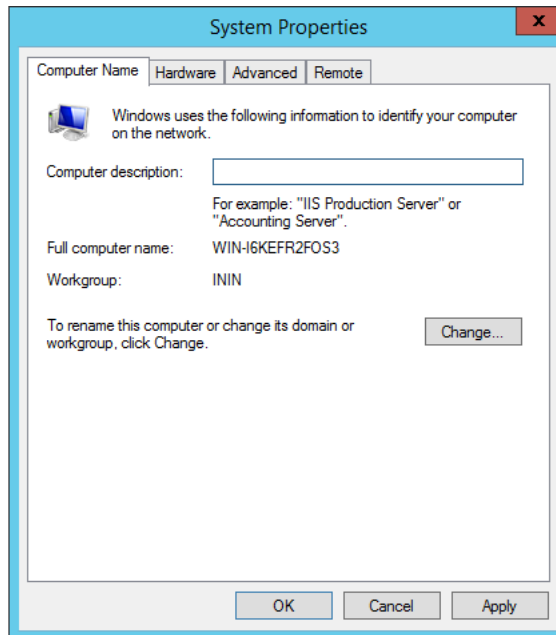 System Properties
x
Computer Name Hardware Advanced Remote
Windows uses the following information to identify your computer
on the network.
Computer description:
For example: "IIS Production Server" or
"Accounting Server".
Full computer name: WIN-I6KEFR2FOS3
Workgroup: ININ
To rename this computer or change its domain or
workgroup, click Change.
Change...
OK Cancel Apply